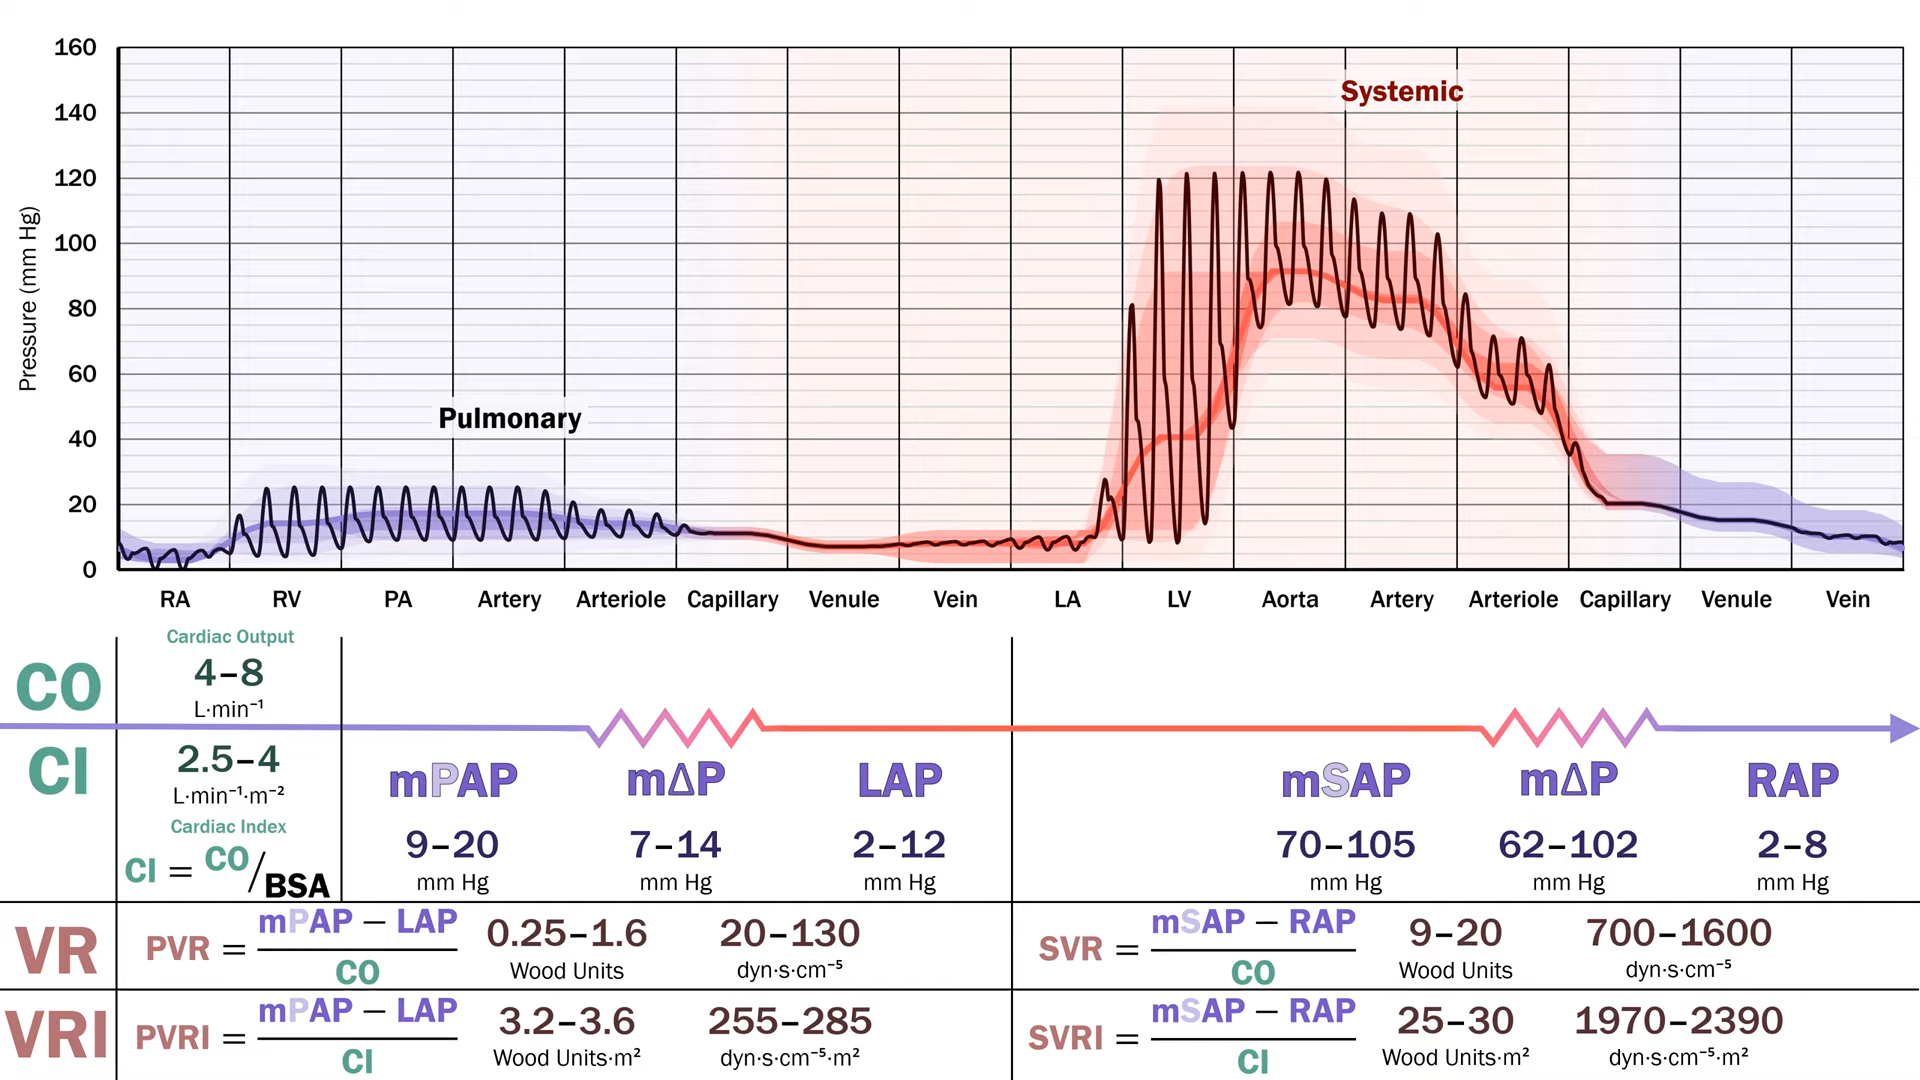 160
140
120
100
80
60
40
20
0
Pressure (mm Hg)
Pulmonary
Systemic
RA RV PA Artery Arteriole Capillary Venule Vein LA LV Aorta Artery Arteriole Capillary Venule Vein
CO
CI
Cardiac Output
4–8
L·min⁻¹
2.5–4
L·min⁻¹·m⁻²
Cardiac Index
CI = CO/BSA
mPAP mΔP LAP
9–20 7–14 2–12
mm Hg mm Hg mm Hg
mSAP mΔP RAP
70–105 62–102 2–8
mm Hg mm Hg mm Hg
VR
PVR =
mPAP – LAP
CO
0.25–1.6
Wood Units
20–130
dyn·s·cm⁻⁵
SVR =
mSAP – RAP
CO
9–20
Wood Units
700–1600
dyn·s·cm⁻⁵
VRI
PVRI =
mPAP – LAP
CI
3.2–3.6
Wood Units·m²
255–285
dyn·s·cm⁻⁵·m²
SVRI =
mSAP – RAP
CI
25–30
Wood Units·m²
1970–2390
dyn·s·cm⁻⁵·m²